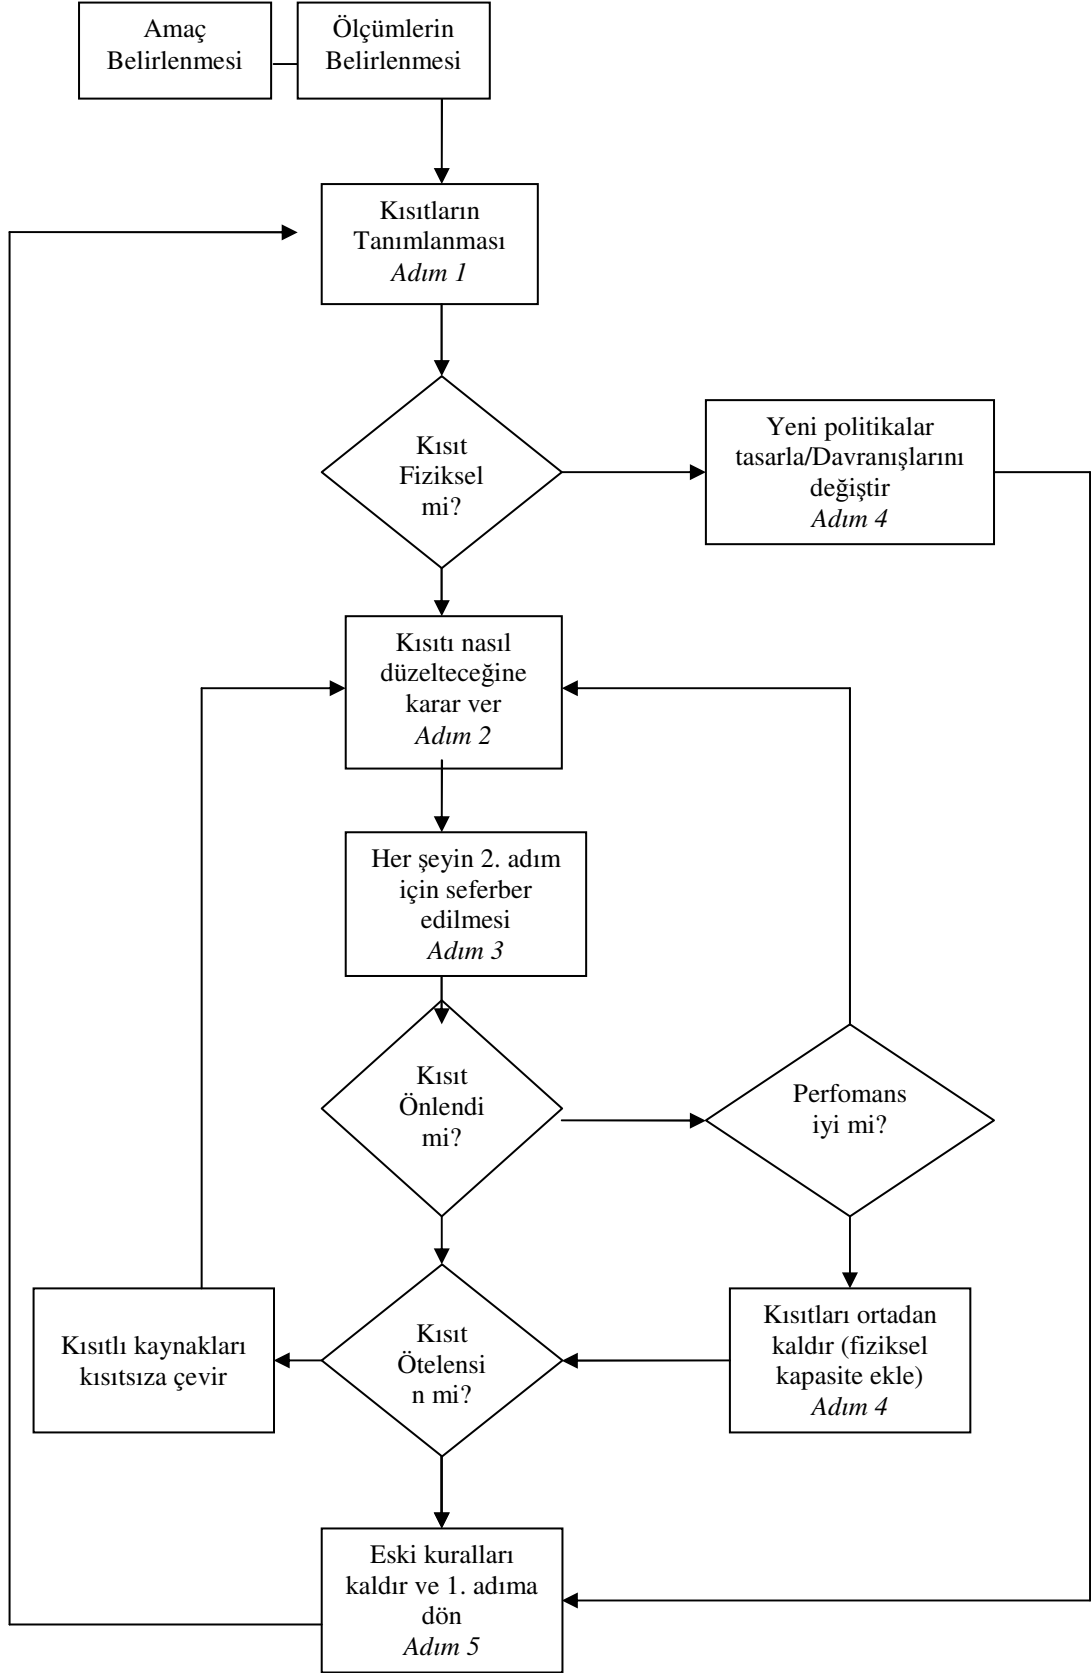 Amaç
Belirlenmesi
Ölçümlerin
Belirlenmesi
Kısıtların
Tanımlanması
Adım 1
Kısıt
Fiziksel
mi?
Yeni politikalar
tasarla/Davranışlarını
değiştir
Adım 4
Kısıtı nasıl
düzelteceğine
karar ver
Adım 2
Her şeyin 2. adım
için seferber
edilmesi
Adım 3
Kısıt
Önlendi
mi?
Perfomans
iyi mi?
Kısıtlı kaynakları
kısıtsıza çevir
Kısıt
Ötelensi
n mi?
Kısıtları ortadan
kaldır (fiziksel
kapasite ekle)
Adım 4
Eski kuralları
kaldır ve 1. adıma
dön
Adım 5